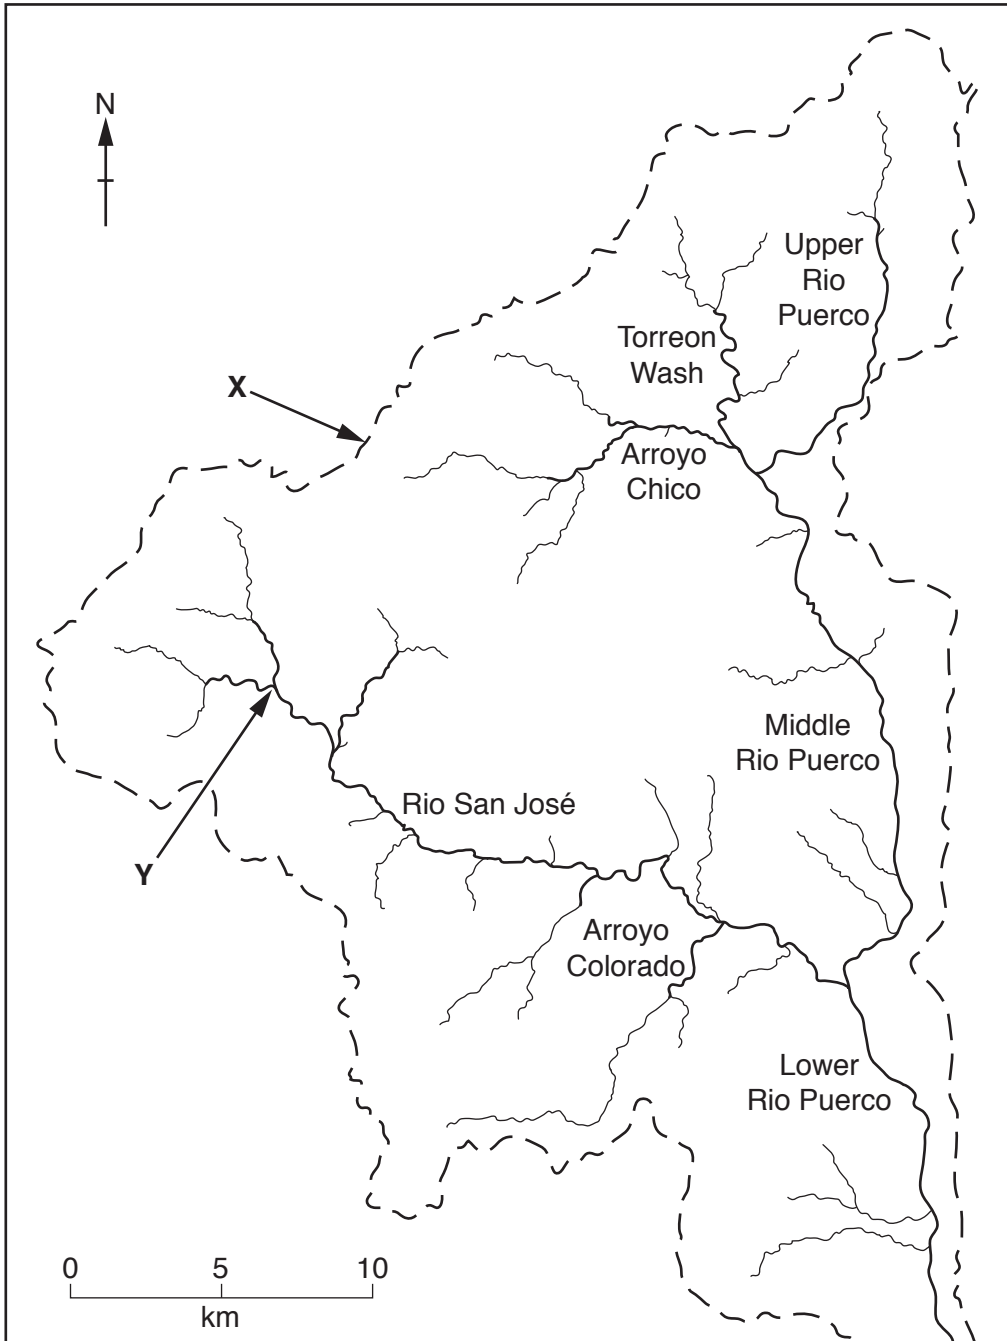 N
Upper
Rio
Puerco
Torreon
Wash
X
Arroyo
Chico
Middle
Rio Puerco
Rio San José
Y
Arroyo
Colorado
Lower
Rio Puerco
0 5 10
km